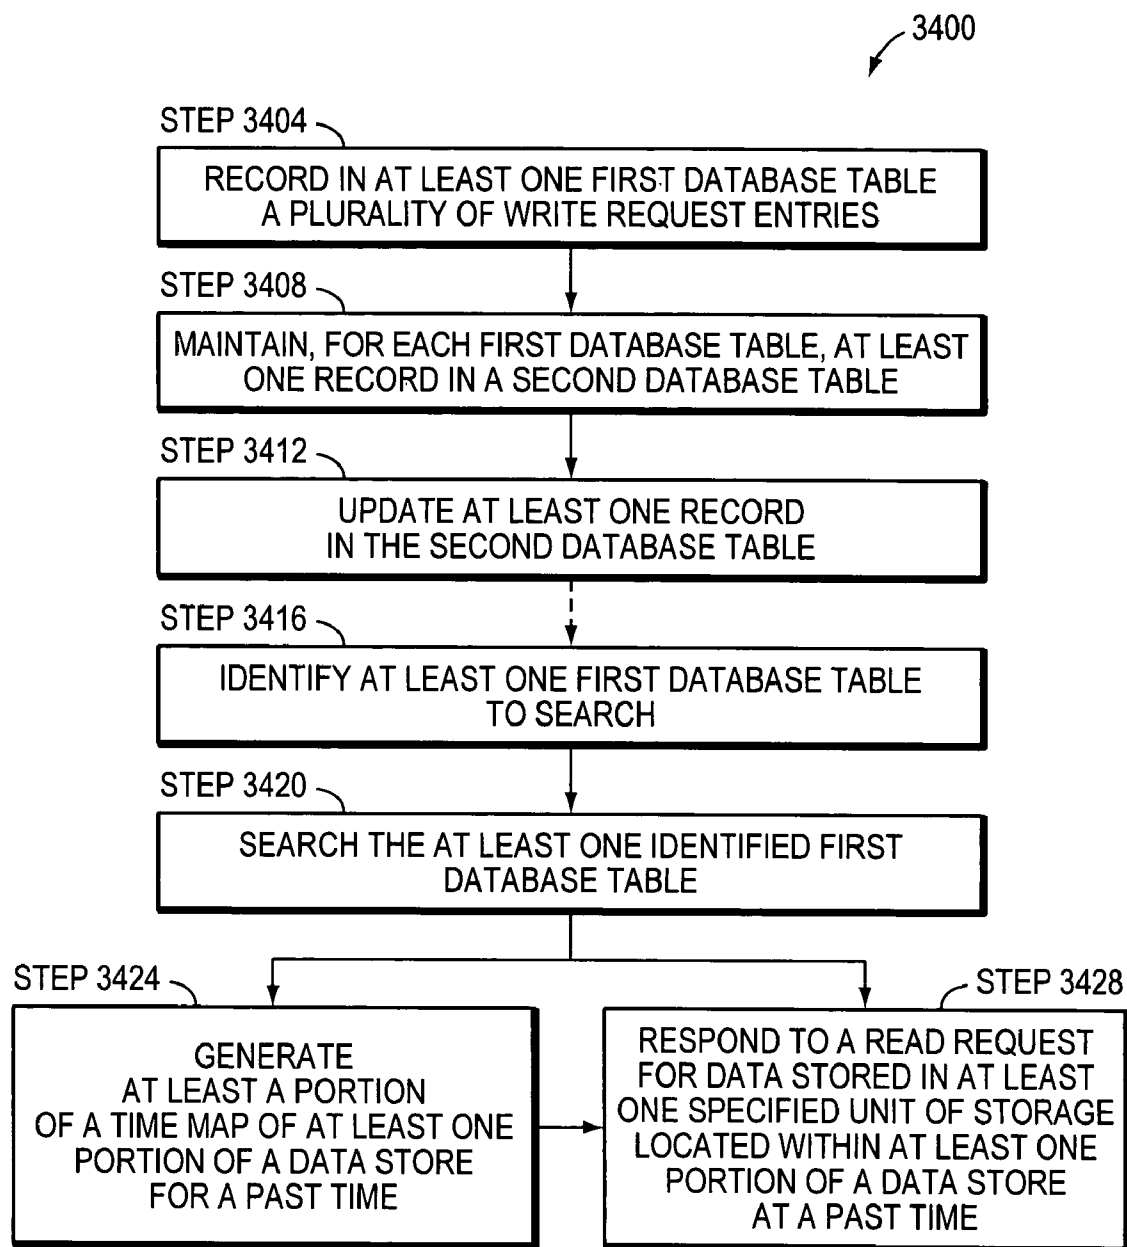 3400
STEP 3404
RECORD IN AT LEAST ONE FIRST DATABASE TABLE
A PLURALITY OF WRITE REQUEST ENTRIES
STEP 3408
MAINTAIN, FOR EACH FIRST DATABASE TABLE, AT LEAST
ONE RECORD IN A SECOND DATABASE TABLE
STEP 3412
UPDATE AT LEAST ONE RECORD
IN THE SECOND DATABASE TABLE
STEP 3416
IDENTIFY AT LEAST ONE FIRST DATABASE TABLE
TO SEARCH
STEP 3420
SEARCH THE AT LEAST ONE IDENTIFIED FIRST
DATABASE TABLE
STEP 3424
GENERATE
AT LEAST A PORTION
OF A TIME MAP OF AT LEAST ONE
PORTION OF A DATA STORE
FOR A PAST TIME
STEP 3428
RESPOND TO A READ REQUEST
FOR DATA STORED IN AT LEAST
ONE SPECIFIED UNIT OF STORAGE
LOCATED WITHIN AT LEAST ONE
PORTION OF A DATA STORE
AT A PAST TIME